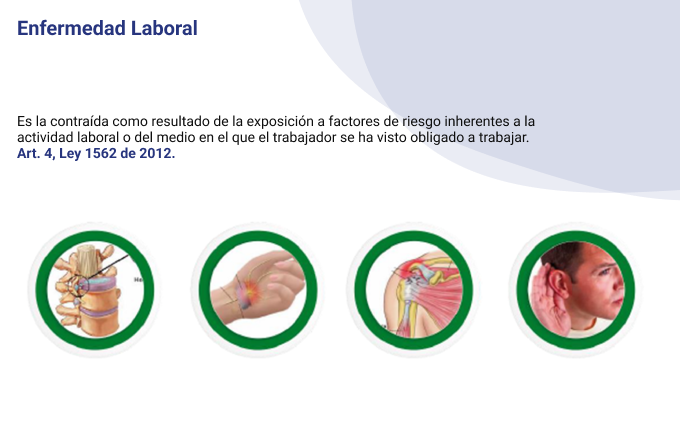 Enfermedad Laboral
Es la contraída como resultado de la exposición a factores de riesgo inherentes a la
actividad laboral o del medio en el que el trabajador se ha visto obligado a trabajar.
Art. 4, Ley 1562 de 2012.